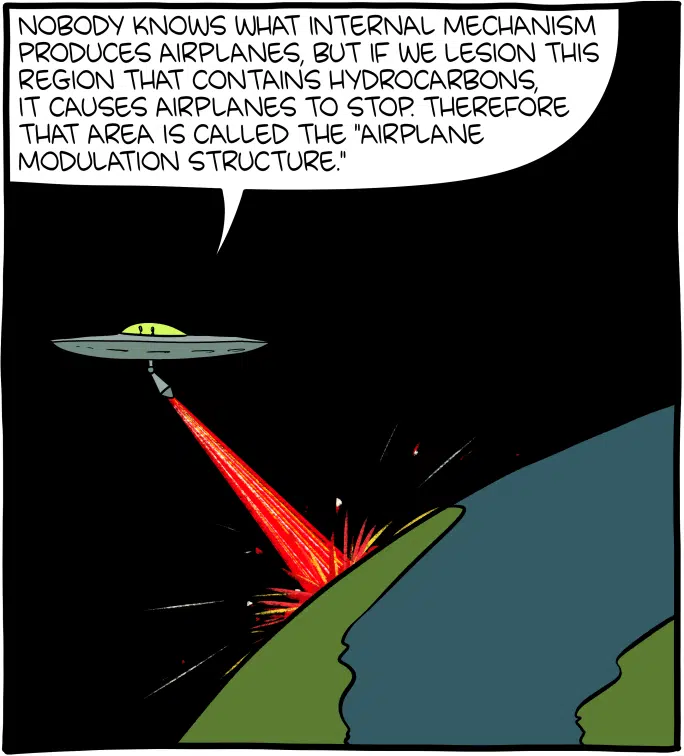 NOBODY KNOWS WHAT INTERNAL MECHANISM
PRODUCES AIRPLANES, BUT IF WE LESION THIS
REGION THAT CONTAINS HYDROCARBONS,
IT CAUSES AIRPLANES TO STOP. THEREFORE
THAT AREA IS CALLED THE "AIRPLANE
MODULATION STRUCTURE."